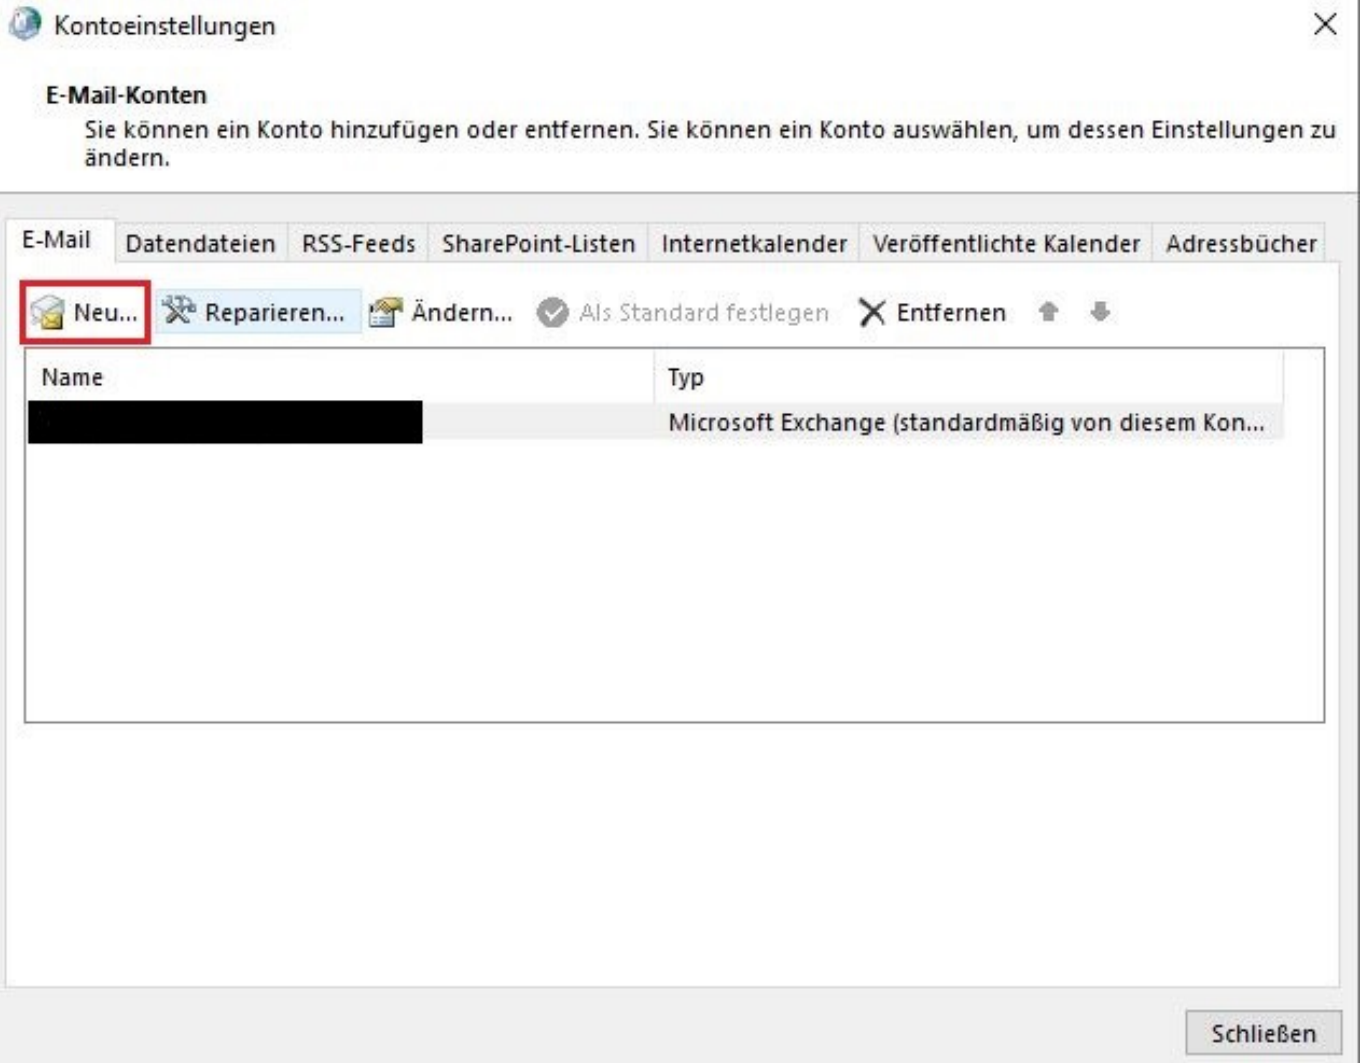 Kontoeinstellungen
E-Mail-Konten
Sie können ein Konto hinzufügen oder entfernen. Sie können ein Konto auswählen, um dessen Einstellungen zu
ändern.
E-Mail Datendateien RSS-Feeds SharePoint-Listen Internetkalender Veröffentlichte Kalender Adressbücher
Neu... Reparieren... Ändern... Als Standard festlegen Entfernen
Name Typ
Microsoft Exchange (standardmäßig von diesem Kon...
Schließen